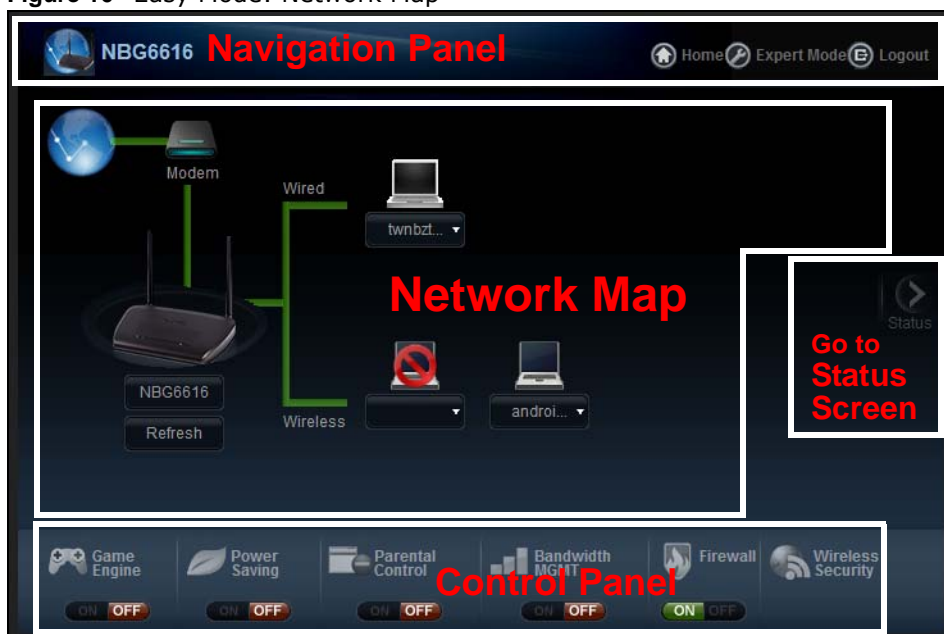 Figure 10 Easy Mode: Network Map
NBG6616 Navigation Panel Home Expert Mode Logout
Modem
Wired
twnbzt...
Network Map
Status
Go to
Status
Screen
NBG6616
Refresh
Wireless
androi...
Game
Engine
Power
Saving
Parental
Control
Bandwidth
MGMT
Firewall
Wireless
Security
Control Panel
ON OFF
ON OFF
ON OFF
ON OFF
ON OFF